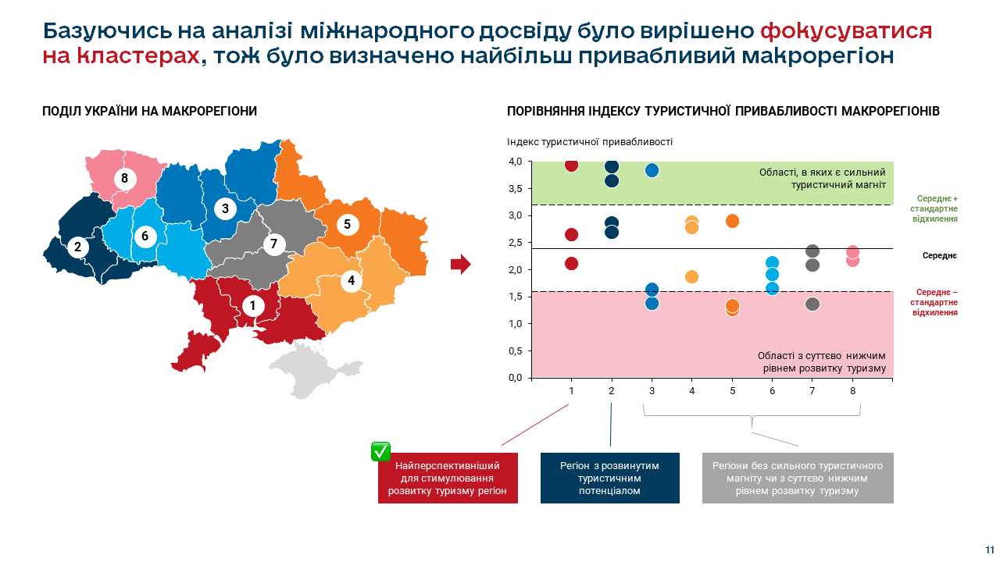 Базуючись на аналізі міжнародного досвіду було вирішено фокусуватися
на кластерах, тож було визначено найбільш привабливий макрорегіон
ПОДІЛ УКРАЇНИ НА МАКРОРЕГІОНИ
8
3
2
6
7
5
4
1
ПОРІВНЯННЯ ІНДЕКСУ ТУРИСТИЧНОЇ ПРИВАБЛИВОСТІ МАКРОРЕГІОНІВ
Індекс туристичної привабливості
4,0
3,5
3,0
2,5
2,0
1,5
1,0
0,5
0,0
Області, в яких є сильний
туристичний магніт
Області з суттєво нижчим
рівнем розвитку туризму
1 2 3 4 5 6 7 8
Середнє +
стандартне
відхилення
Середнє
Середнє –
стандартне
відхилення
Найперспективніший
для стимулювання
розвитку туризму регіон
Регіон з розвинутим
туристичним
потенціалом
Регіони без сильного туристичного
магніту чи з суттєво нижчим
рівнем розвитку туризму
11